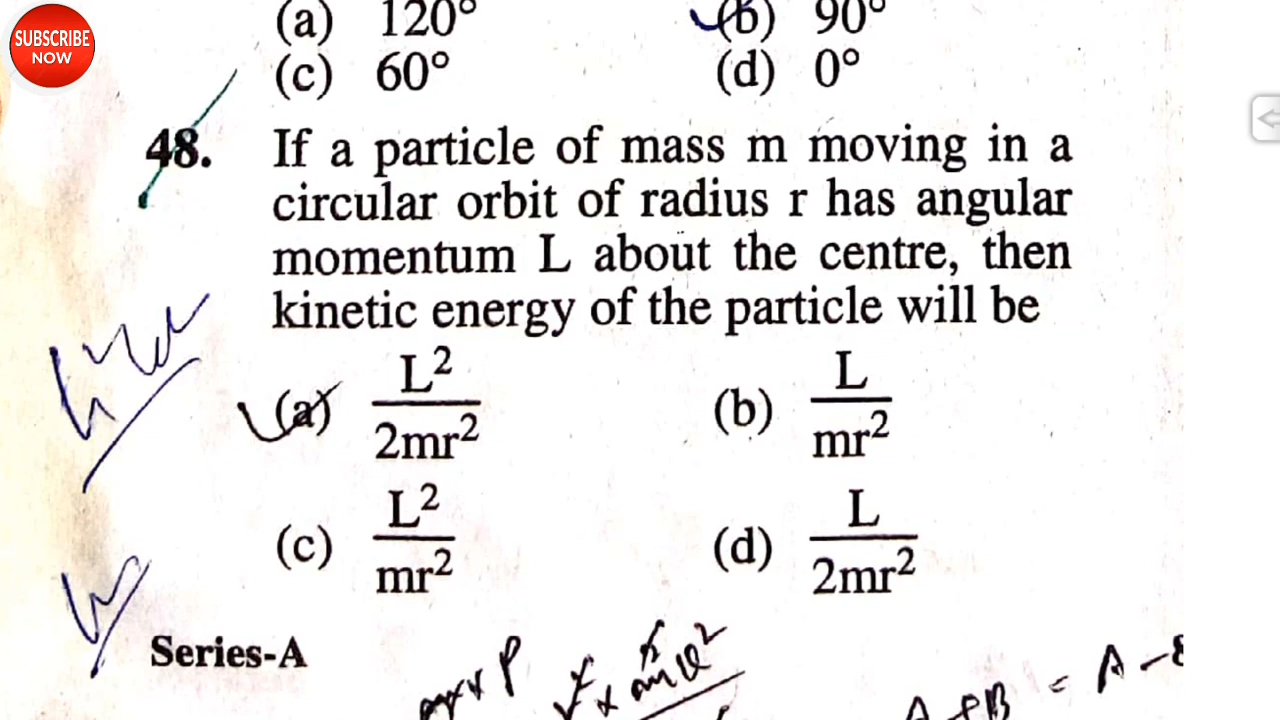 SUBSCRIBE
NOW
(a) 120° (b) 90°
(c) 60° (d) 0°
48. If a particle of mass m moving in a
circular orbit of radius r has angular
momentum L about the centre, then
kinetic energy of the particle will be
(a) L²/2mr² (b) L/mr²
(c) L²/mr² (d) L/2mr²
Series-A